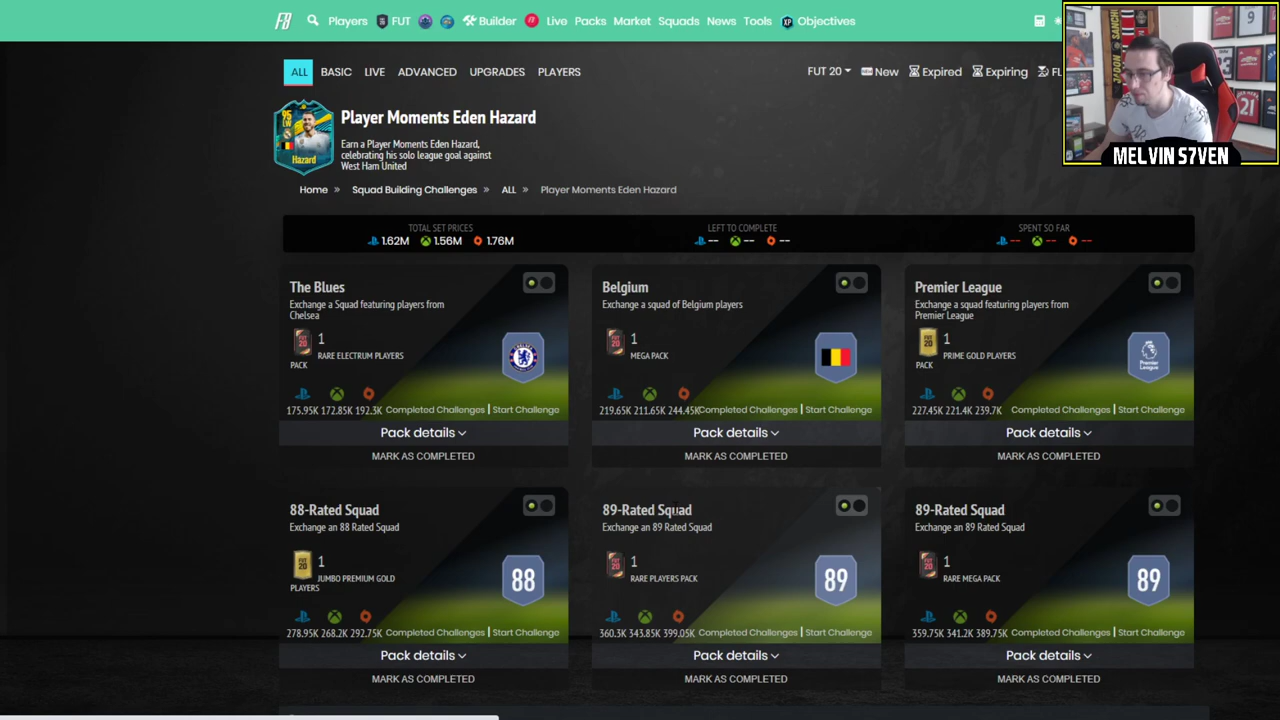 Players FUT Builder Live Packs Market Squads News Tools XP Objectives
ALL BASIC LIVE ADVANCED UPGRADES PLAYERS FUT 20 New Expired Expiring FL
95
LW
Hazard
Player Moments Eden Hazard
Earn a Player Moments Eden Hazard,
celebrating his solo league goal against
West Ham United
Home » Squad Building Challenges » ALL » Player Moments Eden Hazard
TOTAL SET PRICES
1.62M 1.56M 1.76M
LEFT TO COMPLETE
-- -- --
SPENT SO FAR
-- -- --
The Blues
Exchange a Squad featuring players from
Chelsea
1
RARE ELECTRUM PLAYERS
PACK
175.95K 172.85K 192.3K Completed Challenges | Start Challenge
Pack details
MARK AS COMPLETED
Belgium
Exchange a squad of Belgium players
1
MEGA PACK
219.65K 211.65K 244.45K Completed Challenges | Start Challenge
Pack details
MARK AS COMPLETED
Premier League
Exchange a squad featuring players from
Premier League
1
PRIME GOLD PLAYERS
PACK
Premier
League
227.45K 221.4K 239.7K Completed Challenges | Start Challenge
Pack details
MARK AS COMPLETED
88-Rated Squad
Exchange an 88 Rated Squad
1
JUMBO PREMIUM GOLD
PLAYERS
88
278.95K 268.2K 292.75K Completed Challenges | Start Challenge
Pack details
MARK AS COMPLETED
89-Rated Squad
Exchange an 89 Rated Squad
1
RARE PLAYERS PACK
89
360.3K 343.85K 399.05K Completed Challenges | Start Challenge
Pack details
MARK AS COMPLETED
89-Rated Squad
Exchange an 89 Rated Squad
1
RARE MEGA PACK
89
359.75K 341.2K 389.75K Completed Challenges | Start Challenge
Pack details
MARK AS COMPLETED
MELVIN S7VEN